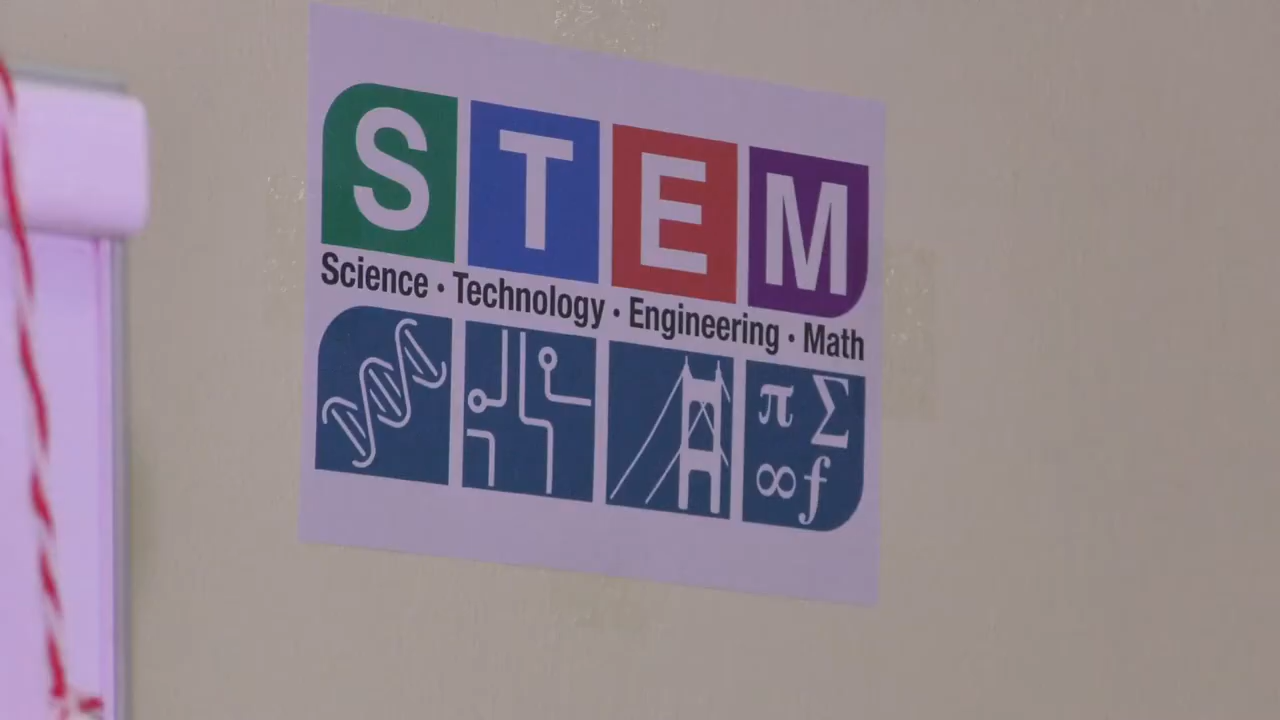 STEM
Science · Technology · Engineering · Math
π Σ
∞ f